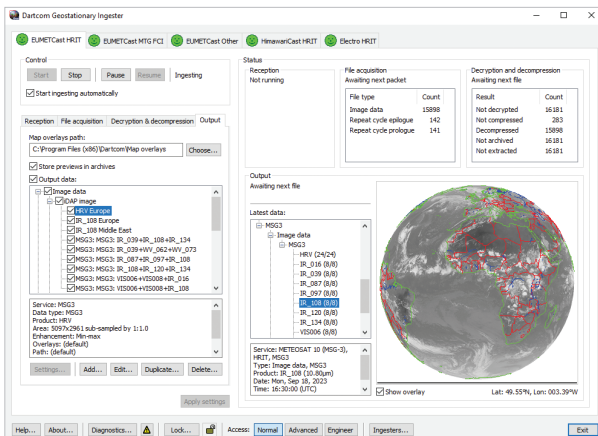 Dartcom Geostationary Ingester
EUMETCast HRIT EUMETCast MTG FCI EUMETCast Other HimawariCast HRIT Electro HRIT
Control
Start Stop Pause Resume Ingesting
Start ingesting automatically
Reception File acquisition Decryption & decompression Output
Map overlays path:
C:\Program Files (x86)\Dartcom\Map overlays Choose...
Store previews in archives
Output data:
Image data
iDAP image
HRV Europe
IR_108 Europe
IR_108 Middle East
MSG3: MSG3: IR_039+IR_108+IR_134
MSG3: MSG3: IR_039+WV_062+WV_073
MSG3: MSG3: IR_087+IR_097+IR_108
MSG3: MSG3: IR_108+IR_120+IR_134
MSG3: MSG3: VIS006+VIS008+IR_016
MSG3: MSG3: VIS006+VIS006+IR_108
Service: MSG3
Data type: MSG3
Product: HRV
Area: 5097x2961 sub-sampled by 1:1.0
Enhancement: Min-max
Overlays: (default)
Path: (default)
Settings... Add... Edit... Duplicate... Delete...
Apply settings
Status
Reception
Not running
File acquisition
Awaiting next packet
File type Count
Image data 15898
Repeat cycle epilogue 142
Repeat cycle prologue 141
Decryption and decompression
Awaiting next file
Result Count
Not decrypted 16181
Not compressed 283
Decompressed 15898
Not archived 16181
Not extracted 16181
Output
Awaiting next file
Latest data:
MSG3
Image data
MSG3
HRV (24/24)
IR_016 (8/8)
IR_039 (8/8)
IR_087 (8/8)
IR_097 (8/8)
IR_108 (8/8)
IR_120 (8/8)
IR_134 (8/8)
VIS006 (8/8)
Service: METEOSAT 10 (MSG-3),
HRIT, MSG3
Type: Image data, MSG3
Product: IR_108 (10.80μm)
Date: Mon, Sep 18, 2023
Time: 16:30:00 (UTC)
Show overlay Lat: 49.55°N, Lon: 003.39°W
Help... About... Diagnostics... Lock... Access: Normal Advanced Engineer Ingesters... Exit